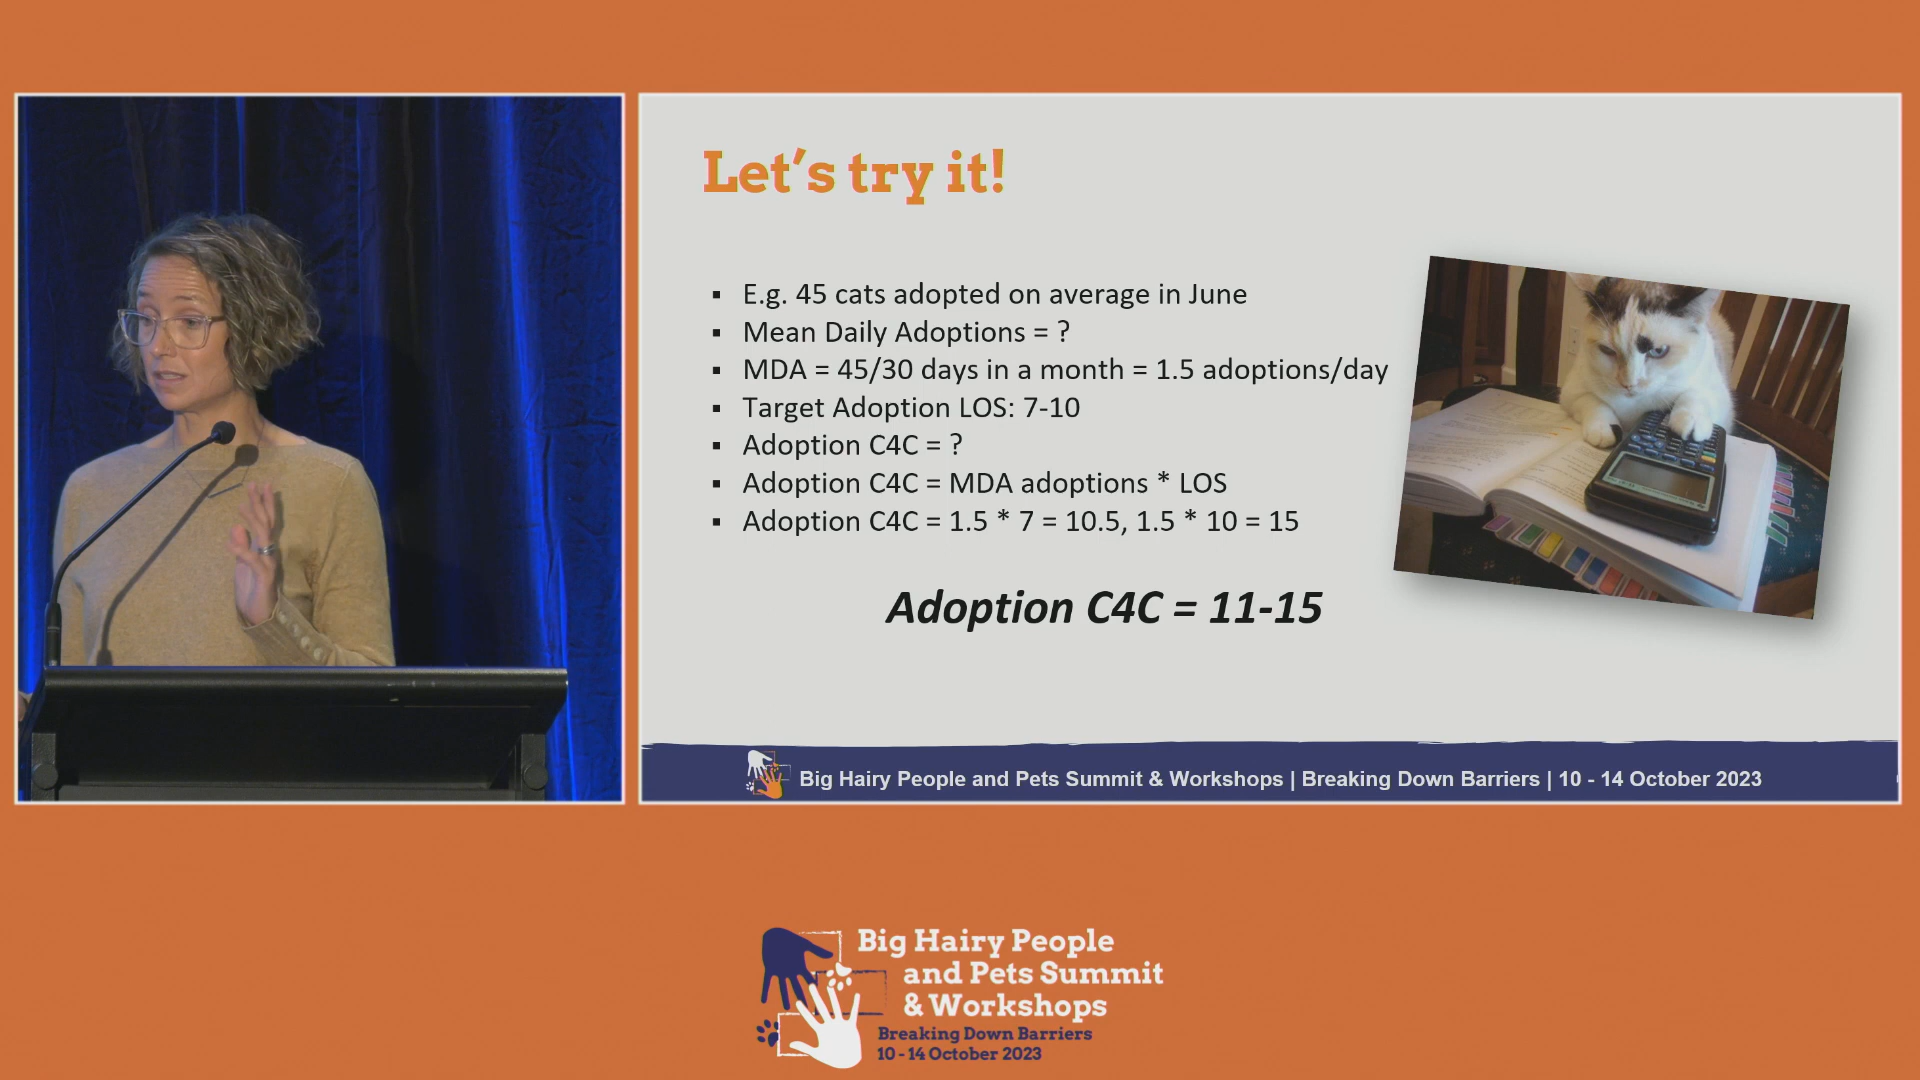 Let's try it!
E.g. 45 cats adopted on average in June
Mean Daily Adoptions = ?
MDA = 45/30 days in a month = 1.5 adoptions/day
Target Adoption LOS: 7-10
Adoption C4C = ?
Adoption C4C = MDA adoptions * LOS
Adoption C4C = 1.5 * 7 = 10.5, 1.5 * 10 = 15
Adoption C4C = 11-15
Big Hairy People and Pets Summit & Workshops | Breaking Down Barriers | 10 - 14 October 2023
Big Hairy People
and Pets Summit
& Workshops
Breaking Down Barriers
10 - 14 October 2023